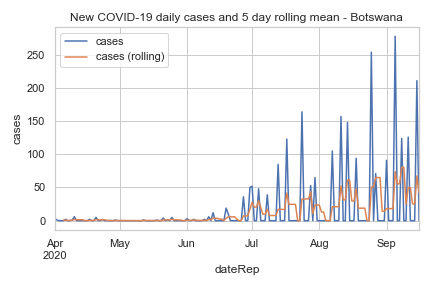 New COVID-19 daily cases and 5 day rolling mean - Botswana
cases
cases (rolling)
250
200
150
100
50
0
cases
Apr
2020
May
Jun
Jul
Aug
Sep
dateRep